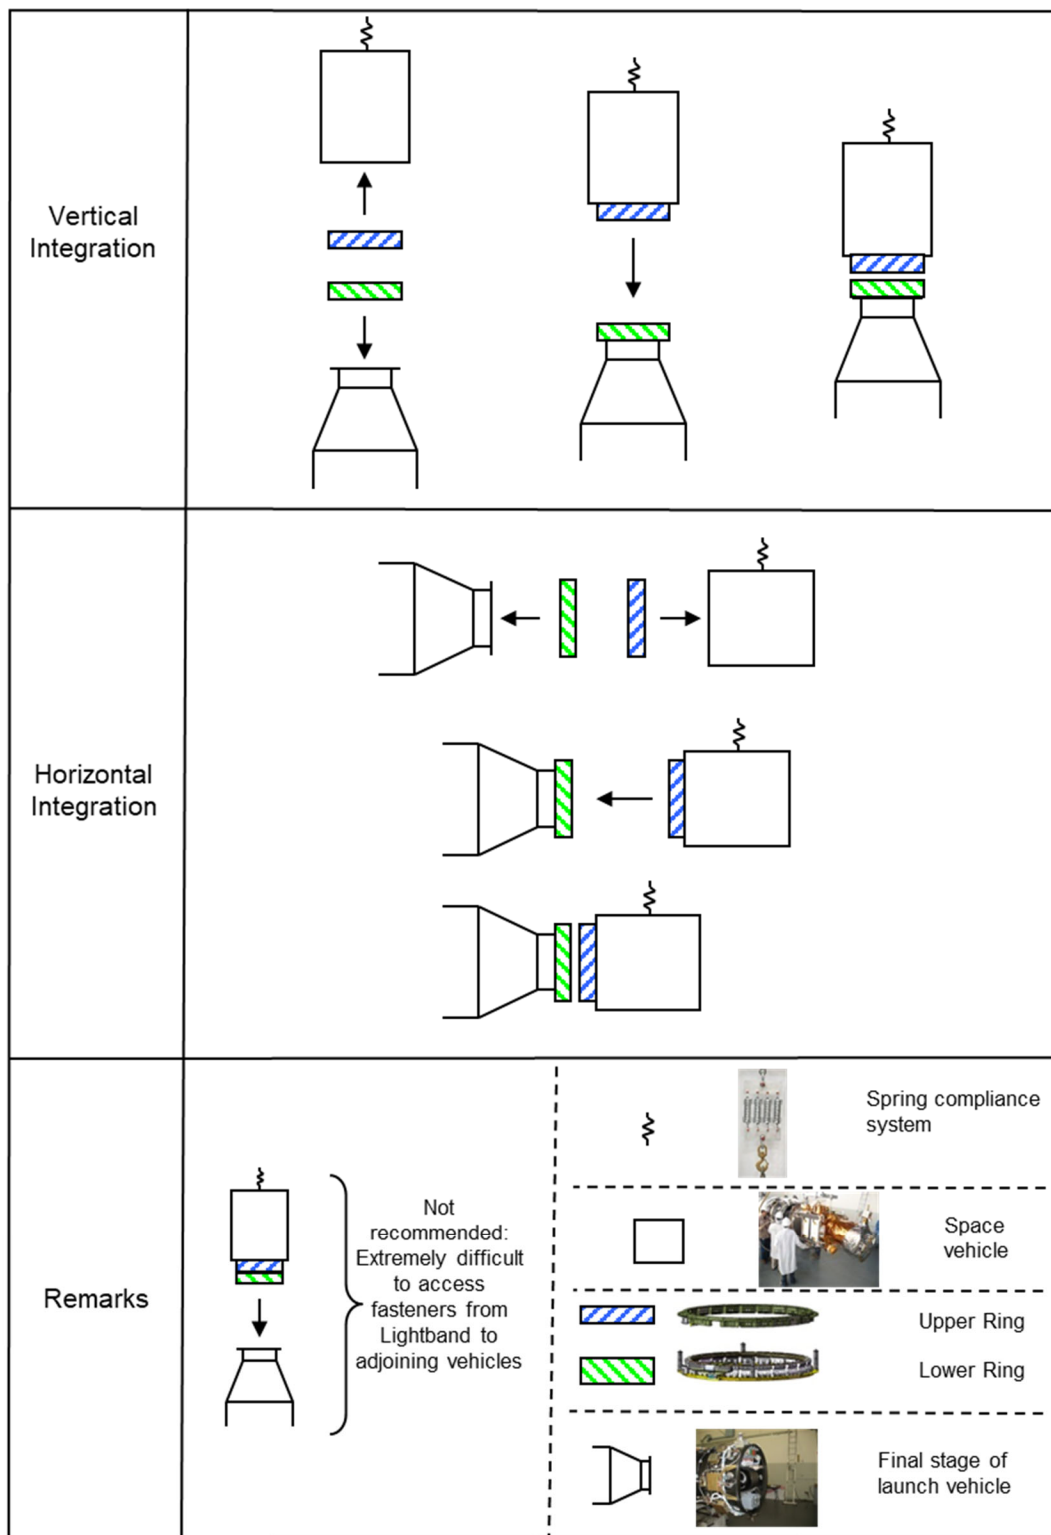 Vertical
Integration
Horizontal
Integration
Remarks
Not
recommended:
Extremely difficult
to access
fasteners from
Lightband to
adjoining vehicles
Spring compliance
system
Space
vehicle
Upper Ring
Lower Ring
Final stage of
launch vehicle